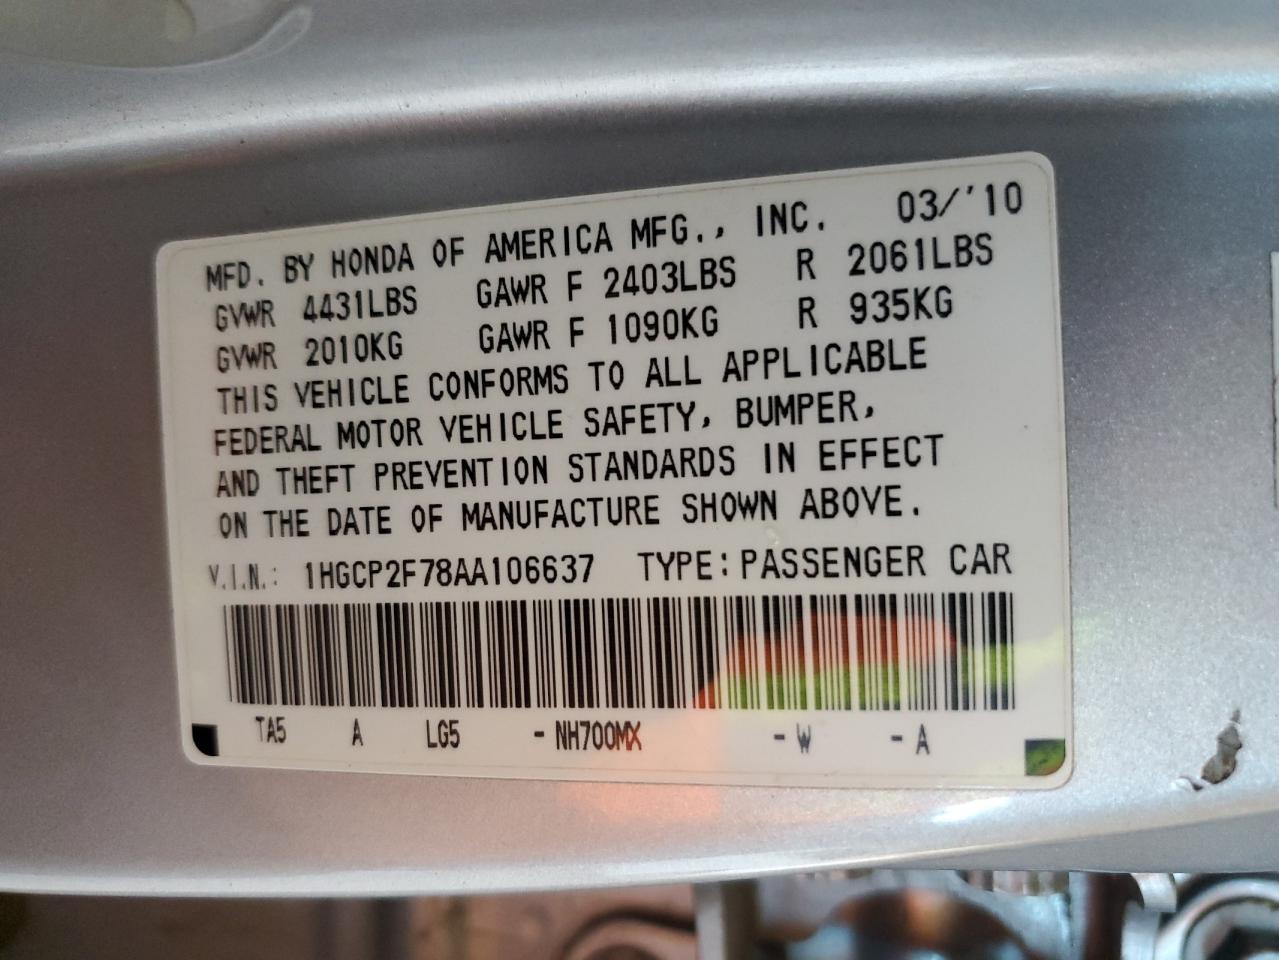 MFD. BY HONDA OF AMERICA MFG., INC. 03/'10
GVWR 4431LBS GAWR F 2403LBS R 2061LBS
GVWR 2010KG GAWR F 1090KG R 935KG
THIS VEHICLE CONFORMS TO ALL APPLICABLE
FEDERAL MOTOR VEHICLE SAFETY, BUMPER,
AND THEFT PREVENTION STANDARDS IN EFFECT
ON THE DATE OF MANUFACTURE SHOWN ABOVE.
V.I.N.: 1HGCP2F78AA106637 TYPE: PASSENGER CAR
TA5 A LG5 - NH700MX - W - A